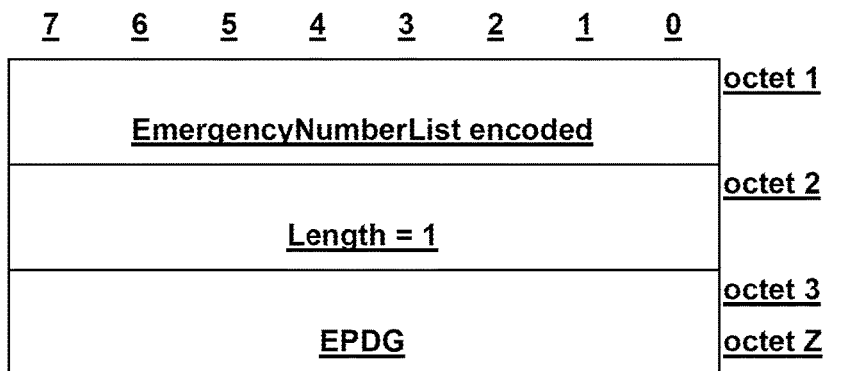 7 6 5 4 3 2 1 0
octet 1
EmergencyNumberList encoded
octet 2
Length = 1
octet 3
EPDG octet Z